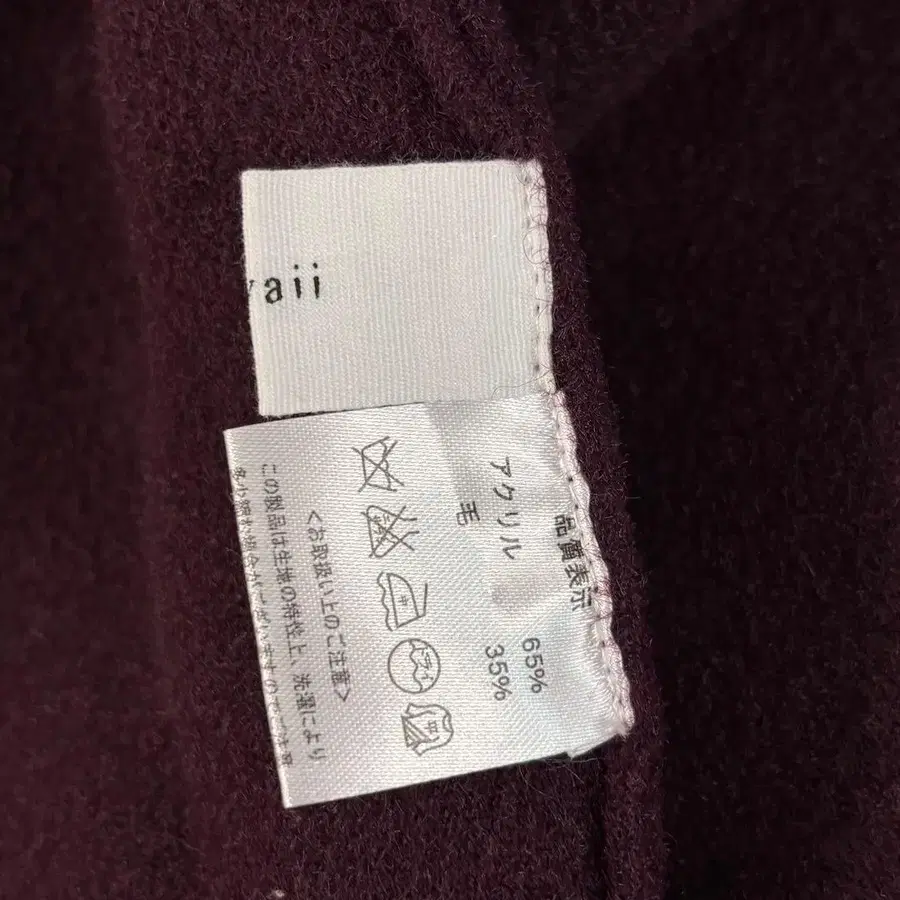 aii
品質表示
アクリル 65%
毛 35%
<お取扱い上のご注意>
この製品は生地の特性上、洗濯により